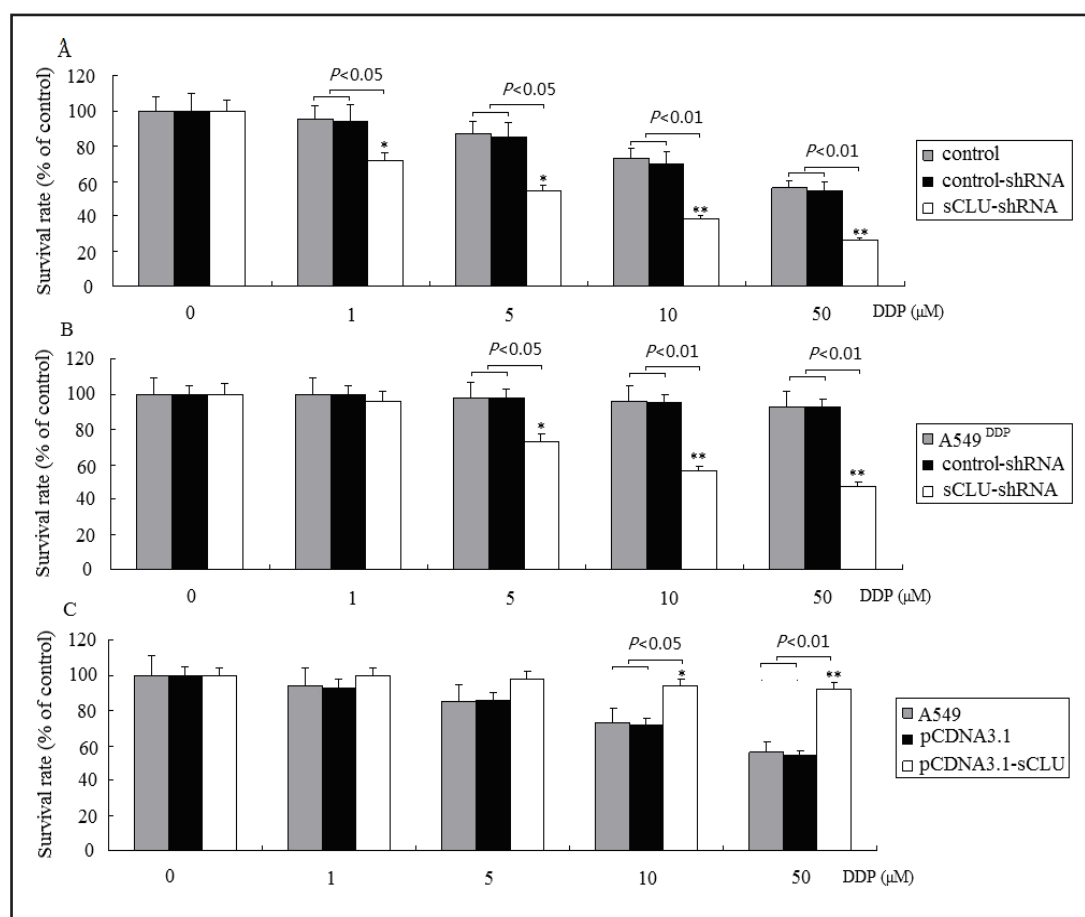 A
P<0.05
P<0.05
P<0.01
P<0.01
120
100
80
60
40
20
0
Survival rate (% of control)
*
*
**
**
control
control-shRNA
sCLU-shRNA
0 1 5 10 50 DDP (μM)
B
P<0.05
P<0.01
P<0.01
120
100
80
60
40
20
0
Survival rate (% of control)
*
**
**
A549 DDP
control-shRNA
sCLU-shRNA
0 1 5 10 50 DDP (μM)
C
P<0.05
P<0.01
120
100
80
60
40
20
0
Survival rate (% of control)
*
**
A549
pCDNA3.1
pCDNA3.1-sCLU
0 1 5 10 50 DDP (μM)